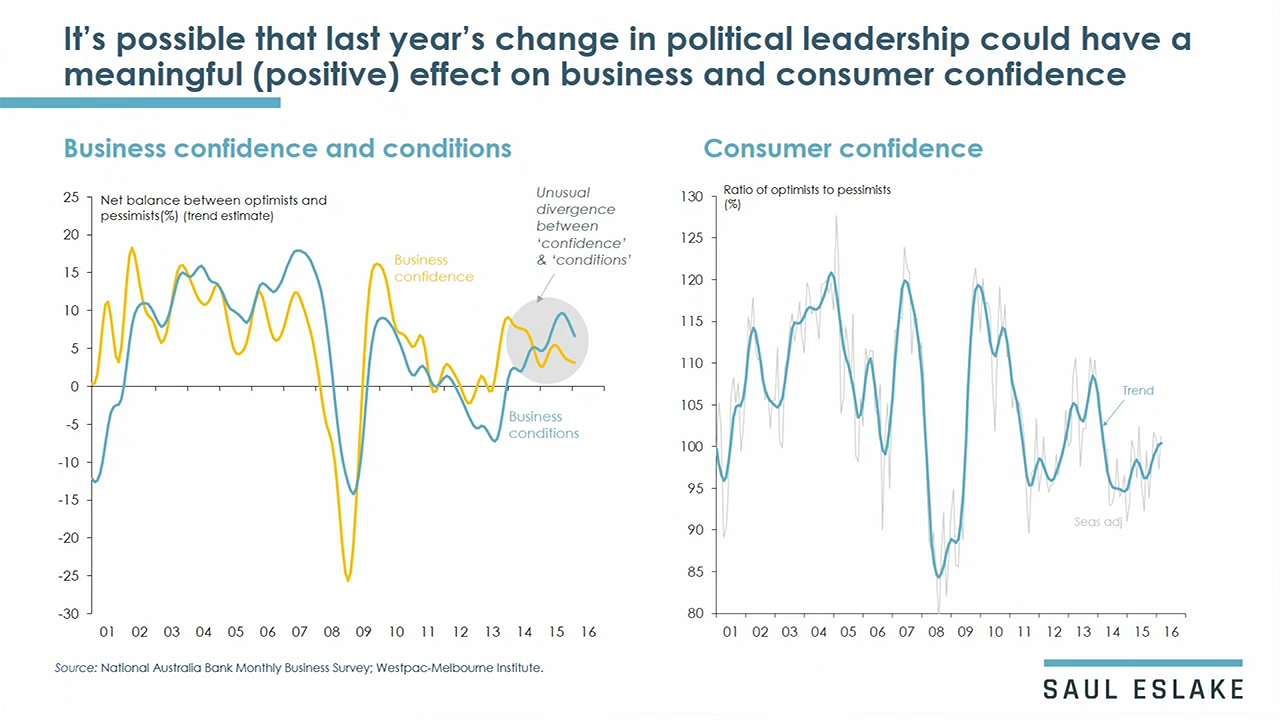 It's possible that last year's change in political leadership could have a
meaningful (positive) effect on business and consumer confidence
Business confidence and conditions
Net balance between optimists and
pessimists(%) (trend estimate)
Unusual
divergence
between
‘confidence’
& ‘conditions’
Business
confidence
Business
conditions
25
20
15
10
5
0
-5
-10
-15
-20
-25
-30
01 02 03 04 05 06 07 08 09 10 11 12 13 14 15 16
Consumer confidence
Ratio of optimists to pessimists
(%)
Trend
Seas adj
130
125
120
115
110
105
100
95
90
85
80
01 02 03 04 05 06 07 08 09 10 11 12 13 14 15 16
Source: National Australia Bank Monthly Business Survey; Westpac-Melbourne Institute.
SAUL ESLAKE